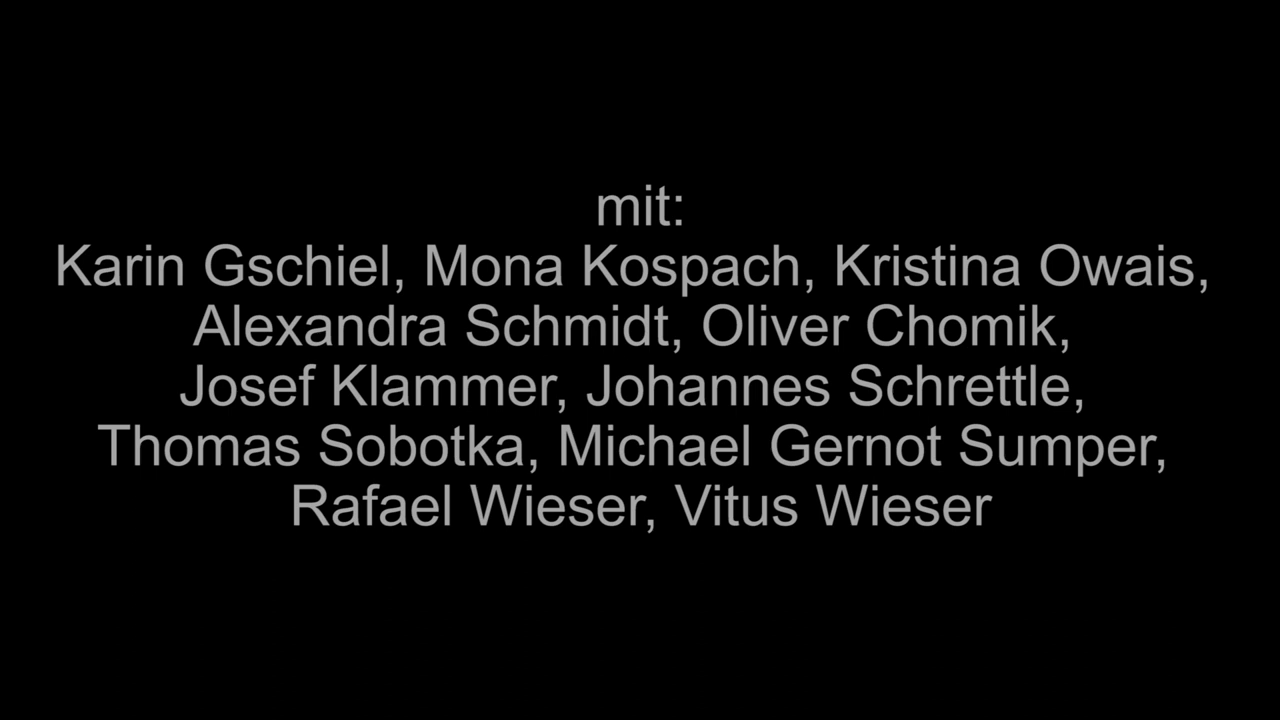 mit:
Karin Gschiel, Mona Kospach, Kristina Owais,
Alexandra Schmidt, Oliver Chomik,
Josef Klammer, Johannes Schrettle,
Thomas Sobotka, Michael Gernot Sumper,
Rafael Wieser, Vitus Wieser